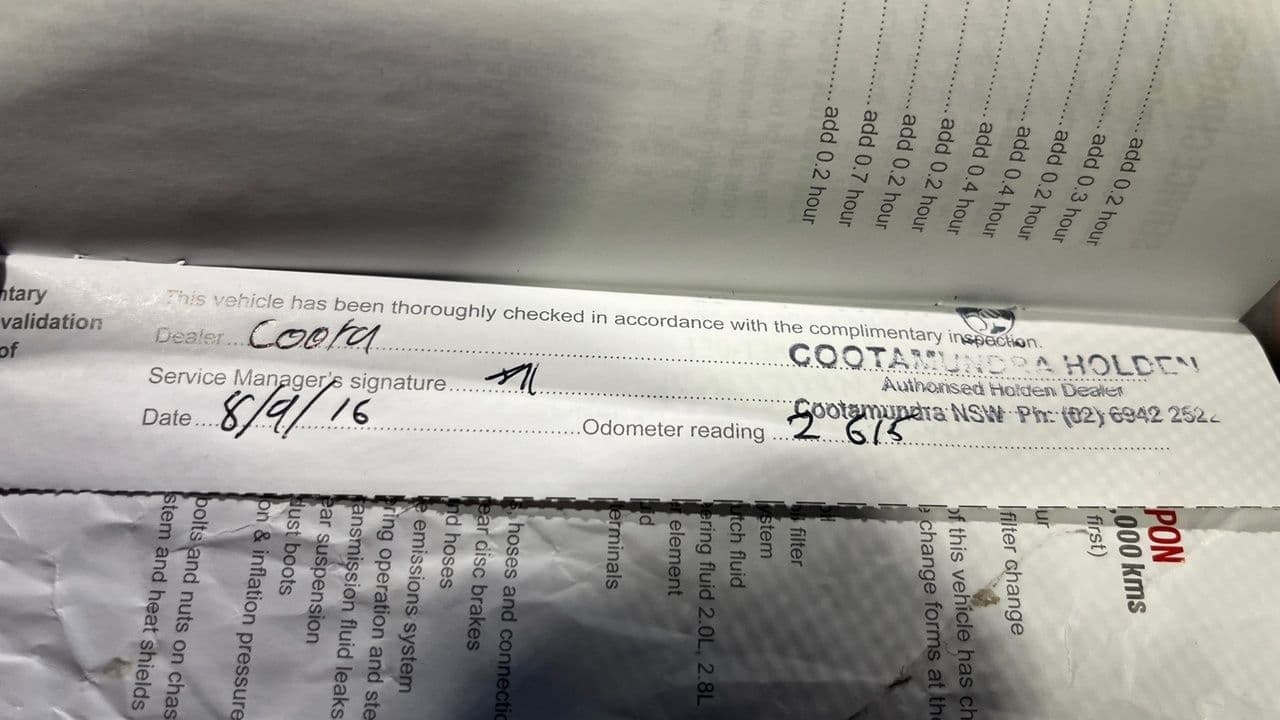 add 0.2 hour
add 0.3 hour
add 0.2 hour
add 0.4 hour
add 0.4 hour
add 0.2 hour
add 0.2 hour
add 0.7 hour
add 0.2 hour
ntary
validation
of
This vehicle has been thoroughly checked in accordance with the complimentary inspection.
Dealer... Coota
COOTAMUNDRA HOLDEN
Authorised Holden Dealer
Cootamundra NSW Ph: (02) 6942 252
Service Manager's signature
Date.... 8/9/16
Odometer reading ... 2 615
PON
,000 kms
first)
ur
filter change
of this vehicle has ch
e change forms at the
filter
ystem
utch fluid
ering fluid 2.0L, 2.8L
r element
d
terminals
hoses and connectio
ear disc brakes
nd hoses
e emissions system
ring operation and ste
ansmission fluid leaks
ear suspension
dust boots
on & inflation pressure
bolts and nuts on chas
stem and heat shields